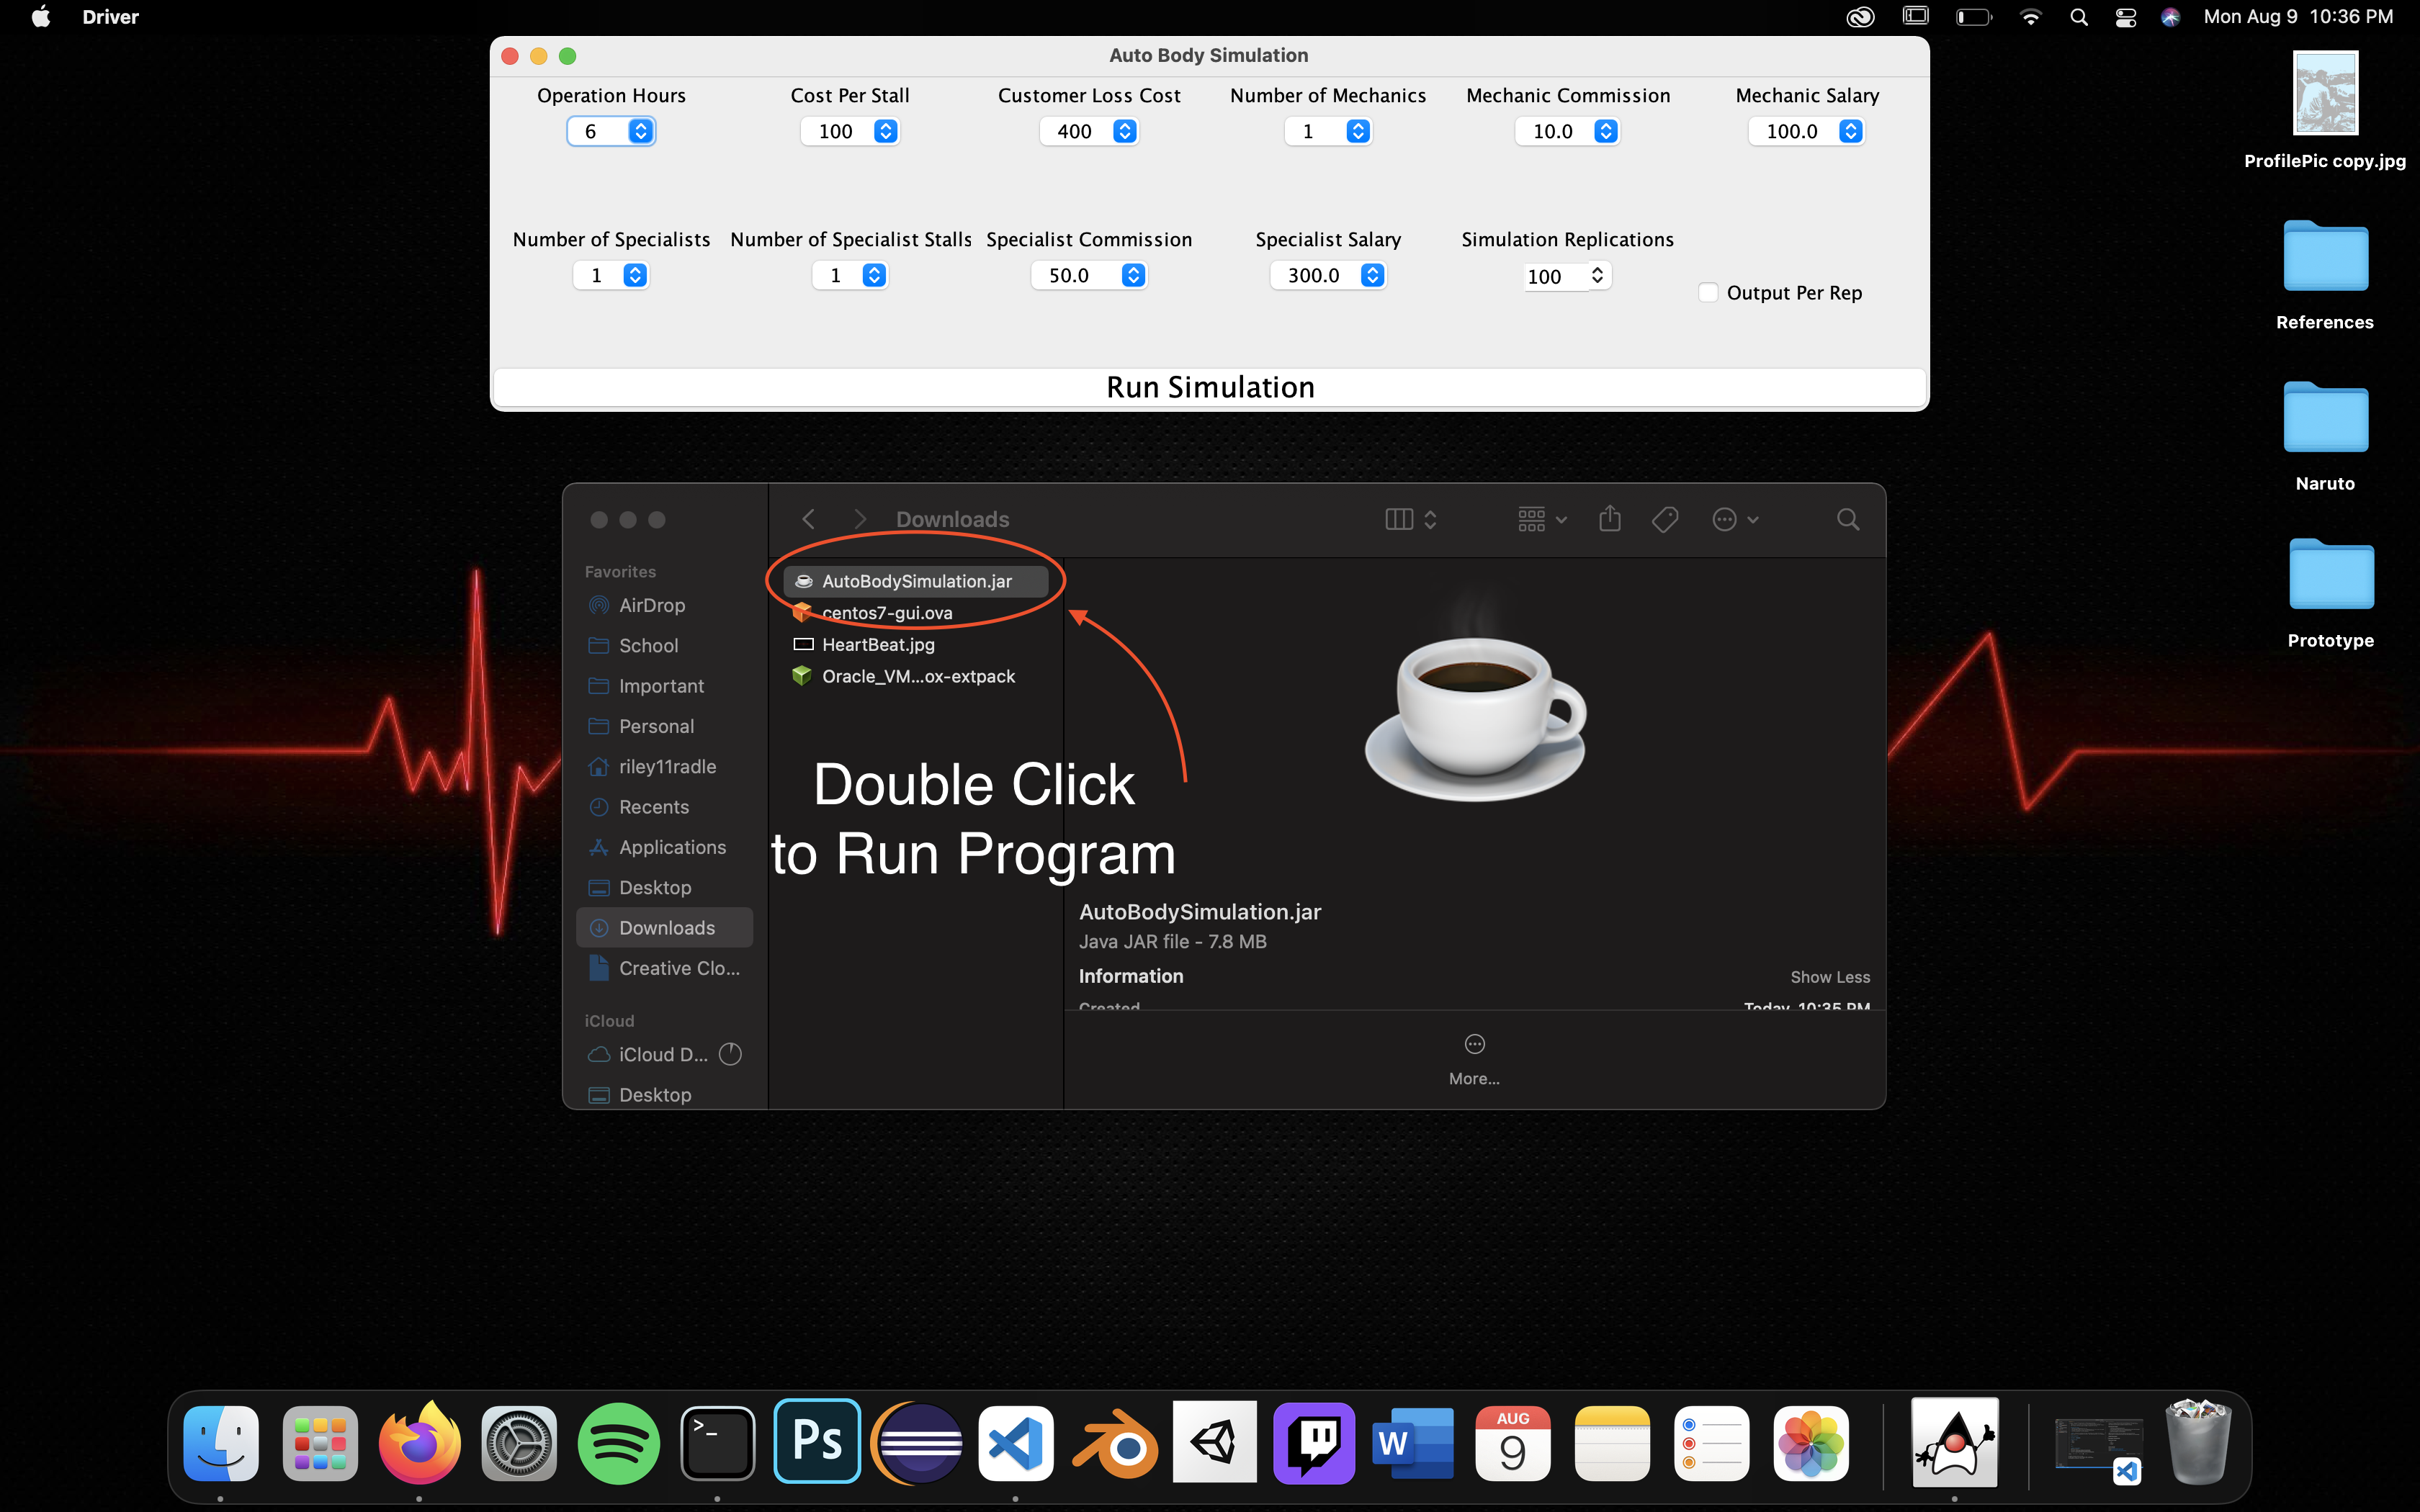 Driver
Mon Aug 9 10:36 PM
Auto Body Simulation
Operation Hours Cost Per Stall Customer Loss Cost Number of Mechanics Mechanic Commission Mechanic Salary
6 100 400 1 10.0 100.0
Number of Specialists Number of Specialist Stalls Specialist Commission Specialist Salary Simulation Replications
1 1 50.0 300.0 100
Output Per Rep
Run Simulation
ProfilePic copy.jpg
References
Naruto
Prototype
Downloads
Favorites
AirDrop
School
Important
Personal
riley11radle
Recents
Applications
Desktop
Downloads
Creative Clo...
iCloud
iCloud D...
Desktop
AutoBodySimulation.jar
centos7-gui.ova
HeartBeat.jpg
Oracle_VM...ox-extpack
Double Click
to Run Program
AutoBodySimulation.jar
Java JAR file - 7.8 MB
Information Show Less
Created Today, 10:35 PM
More...
>_
Ps
W
AUG
9